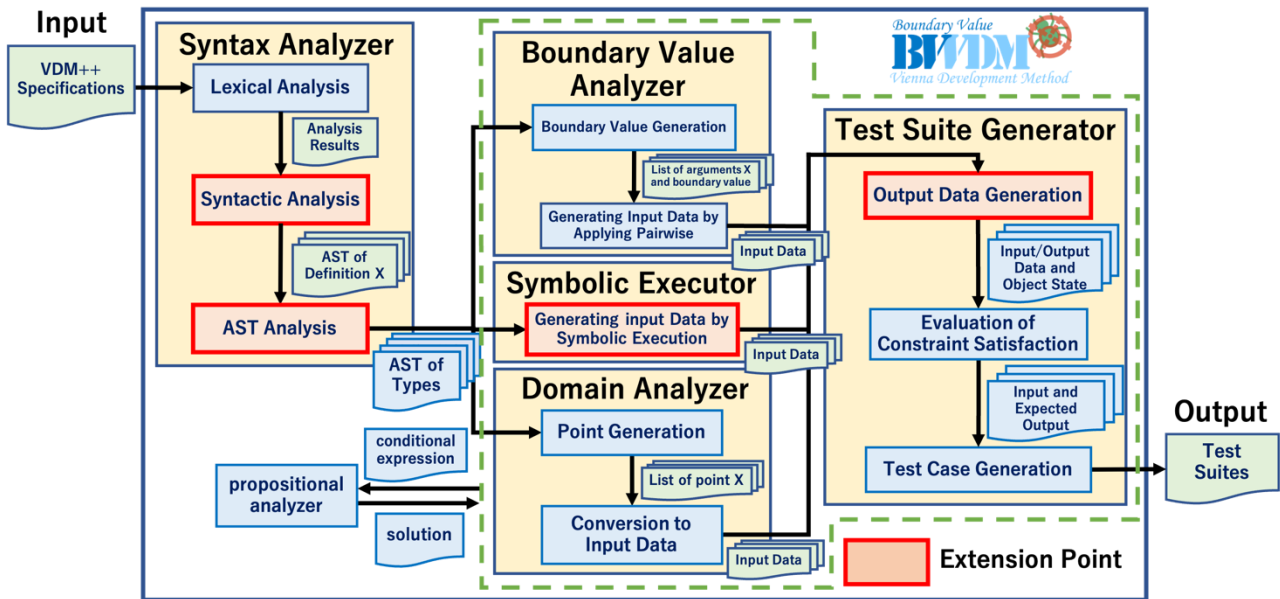 Input
VDM++
Specifications
Syntax Analyzer
Lexical Analysis
Analysis
Results
Syntactic Analysis
AST of
Definition X
AST Analysis
AST of
Types
conditional
expression
propositional
analyzer
solution
Boundary Value
Analyzer
Boundary Value Generation
List of arguments X
and boundary value
Generating Input Data by
Applying Pairwise
Input Data
Symbolic Executor
Generating input Data by
Symbolic Execution
Input Data
Domain Analyzer
Point Generation
List of point X
Conversion to
Input Data
Input Data
Boundary Value
BWDM
Vienna Development Method
Test Suite Generator
Output Data Generation
Input/Output
Data and
Object State
Evaluation of
Constraint Satisfaction
Input and
Expected
Output
Test Case Generation
Output
Test
Suites
Extension Point